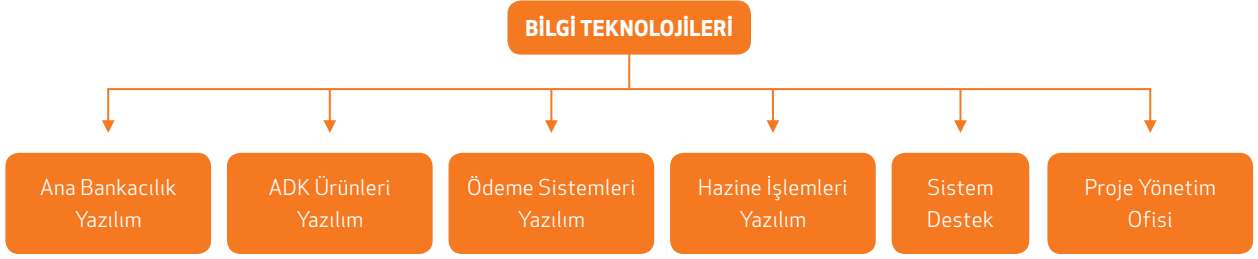 BİLGİ TEKNOLOJİLERİ
Ana Bankacılık
Yazılım
ADK Ürünleri
Yazılım
Ödeme Sistemleri
Yazılım
Hazine İşlemleri
Yazılım
Sistem
Destek
Proje Yönetim
Ofisi